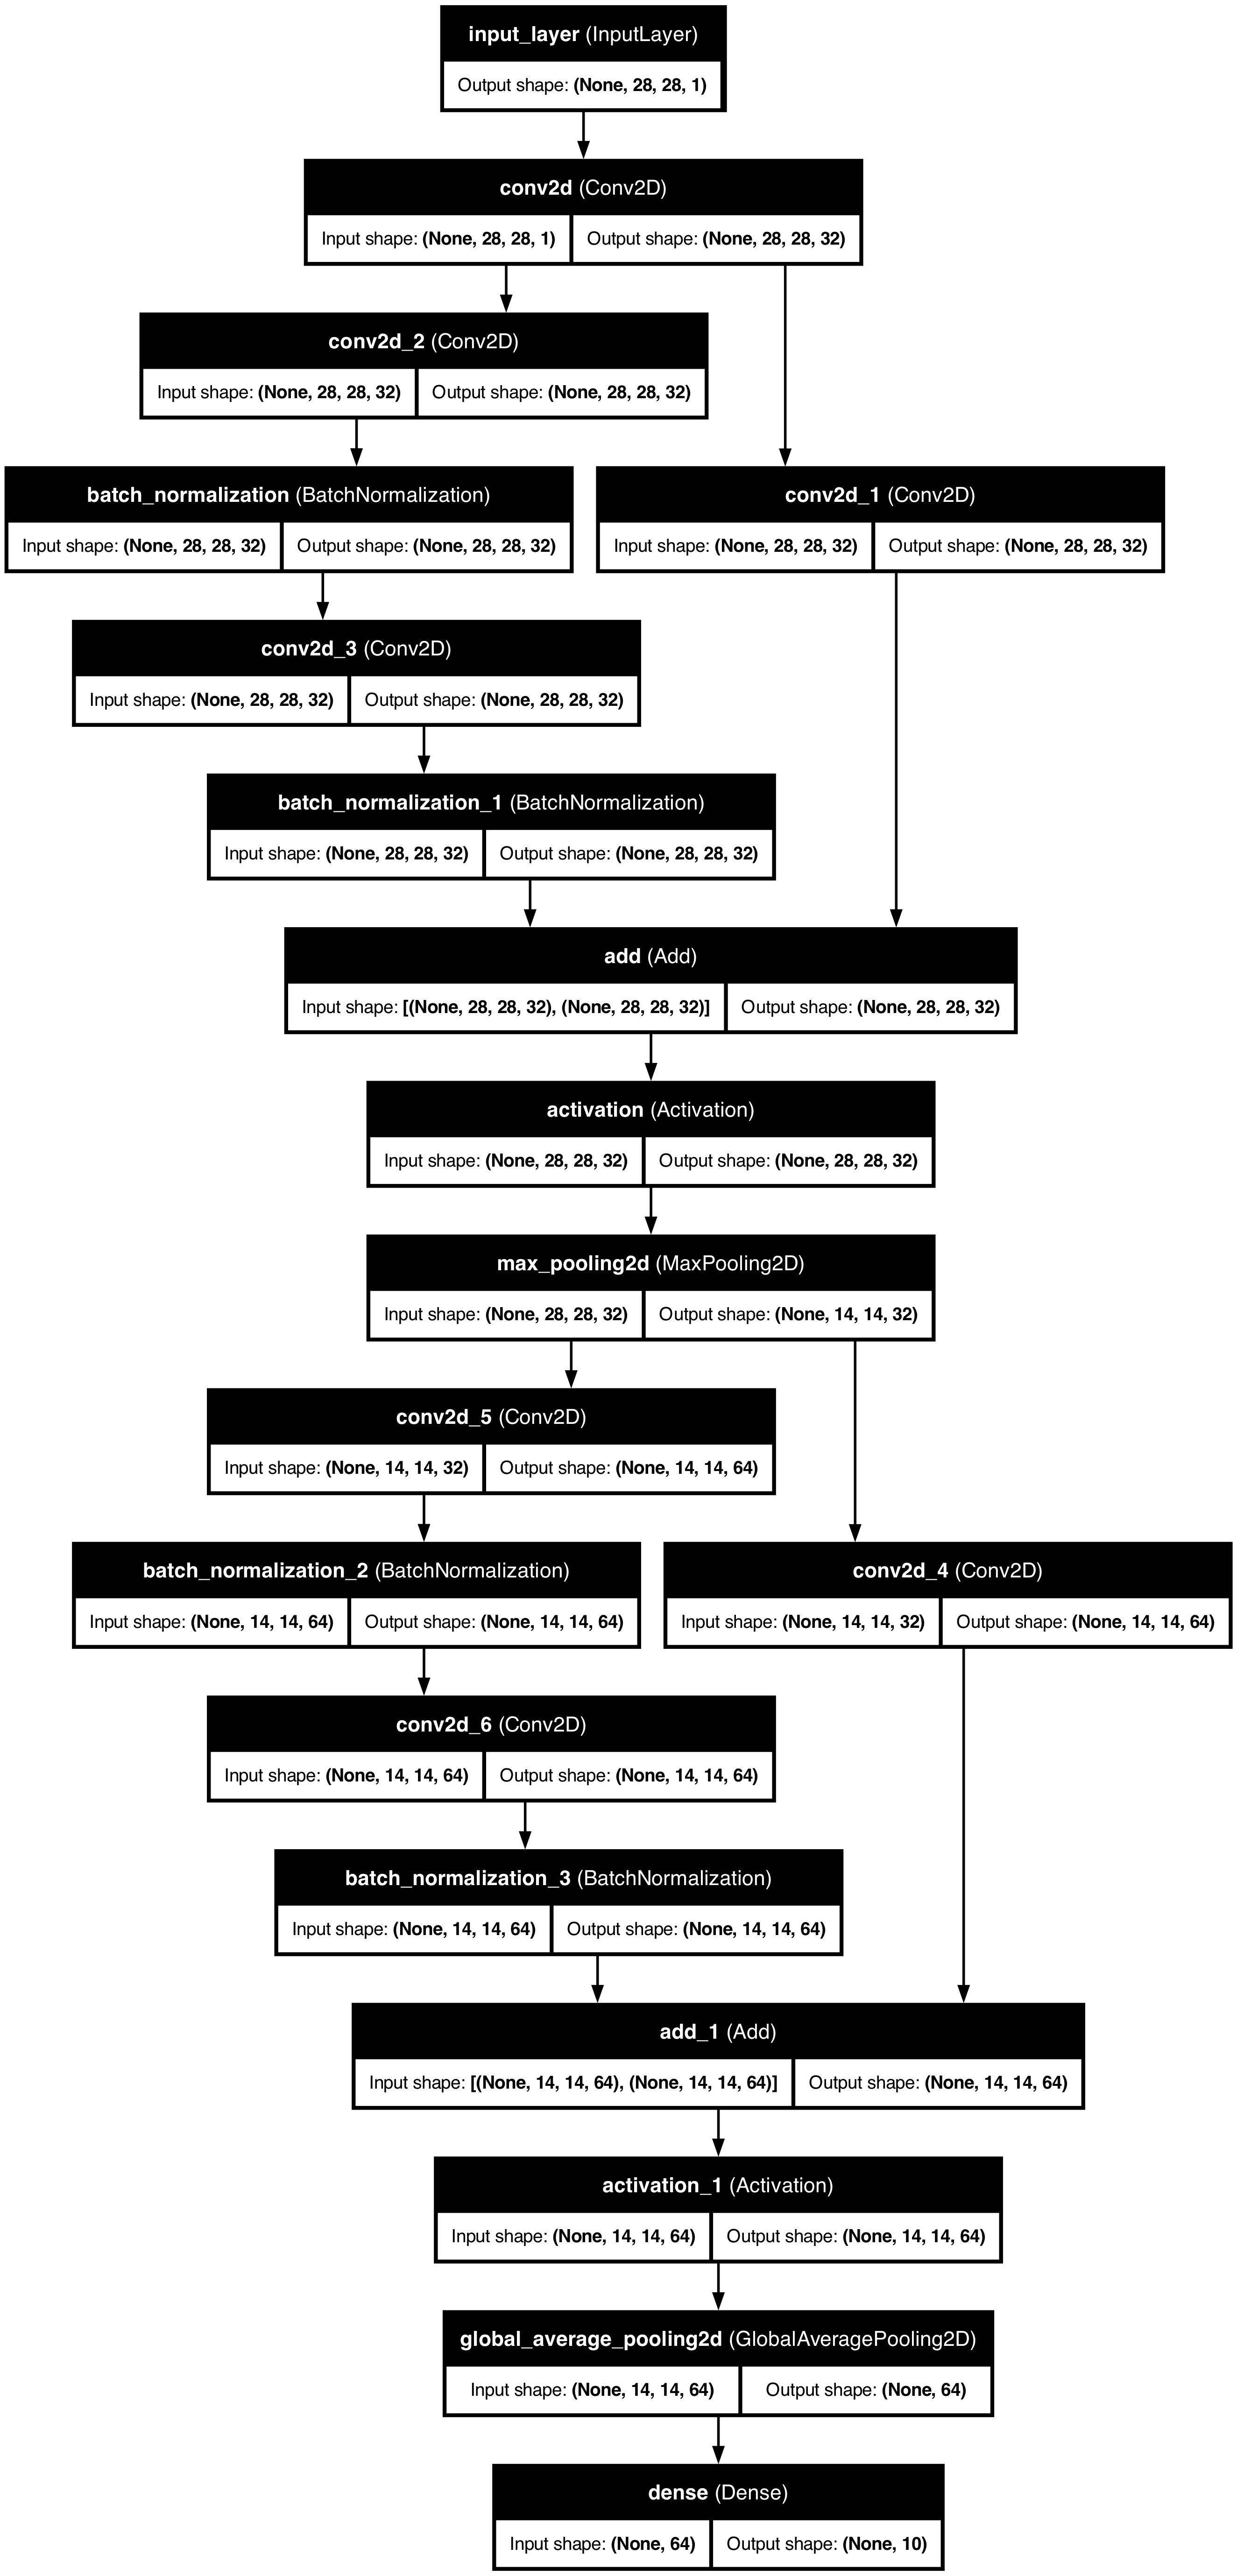 input_layer (InputLayer)
Output shape: (None, 28, 28, 1)
conv2d (Conv2D)
Input shape: (None, 28, 28, 1) Output shape: (None, 28, 28, 32)
conv2d_2 (Conv2D)
Input shape: (None, 28, 28, 32) Output shape: (None, 28, 28, 32)
batch_normalization (BatchNormalization)
Input shape: (None, 28, 28, 32) Output shape: (None, 28, 28, 32)
conv2d_1 (Conv2D)
Input shape: (None, 28, 28, 32) Output shape: (None, 28, 28, 32)
conv2d_3 (Conv2D)
Input shape: (None, 28, 28, 32) Output shape: (None, 28, 28, 32)
batch_normalization_1 (BatchNormalization)
Input shape: (None, 28, 28, 32) Output shape: (None, 28, 28, 32)
add (Add)
Input shape: [(None, 28, 28, 32), (None, 28, 28, 32)] Output shape: (None, 28, 28, 32)
activation (Activation)
Input shape: (None, 28, 28, 32) Output shape: (None, 28, 28, 32)
max_pooling2d (MaxPooling2D)
Input shape: (None, 28, 28, 32) Output shape: (None, 14, 14, 32)
conv2d_5 (Conv2D)
Input shape: (None, 14, 14, 32) Output shape: (None, 14, 14, 64)
batch_normalization_2 (BatchNormalization)
Input shape: (None, 14, 14, 64) Output shape: (None, 14, 14, 64)
conv2d_4 (Conv2D)
Input shape: (None, 14, 14, 32) Output shape: (None, 14, 14, 64)
conv2d_6 (Conv2D)
Input shape: (None, 14, 14, 64) Output shape: (None, 14, 14, 64)
batch_normalization_3 (BatchNormalization)
Input shape: (None, 14, 14, 64) Output shape: (None, 14, 14, 64)
add_1 (Add)
Input shape: [(None, 14, 14, 64), (None, 14, 14, 64)] Output shape: (None, 14, 14, 64)
activation_1 (Activation)
Input shape: (None, 14, 14, 64) Output shape: (None, 14, 14, 64)
global_average_pooling2d (GlobalAveragePooling2D)
Input shape: (None, 14, 14, 64) Output shape: (None, 64)
dense (Dense)
Input shape: (None, 64) Output shape: (None, 10)